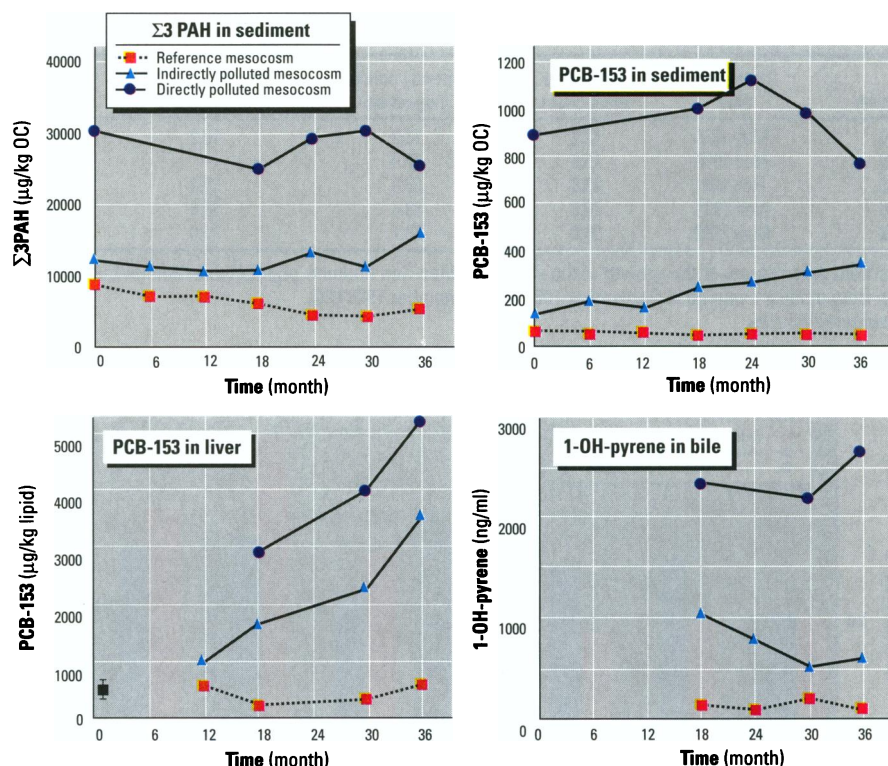 Σ3 PAH in sediment
Reference mesocosm
Indirectly polluted mesocosm
Directly polluted mesocosm
Σ3PAH (µg/kg OC)
40000
30000
20000
10000
0
0 6 12 18 24 30 36
Time (month)
PCB-153 in sediment
PCB-153 (µg/kg OC)
1200
1000
800
600
400
200
0
0 6 12 18 24 30 36
Time (month)
PCB-153 in liver
PCB-153 (µg/kg lipid)
5000
4000
3000
2000
1000
0
0 6 12 18 24 30 36
Time (month)
1-OH-pyrene in bile
1-OH-pyrene (ng/ml)
3000
2000
1000
0
0 6 12 18 24 30 36
Time (month)